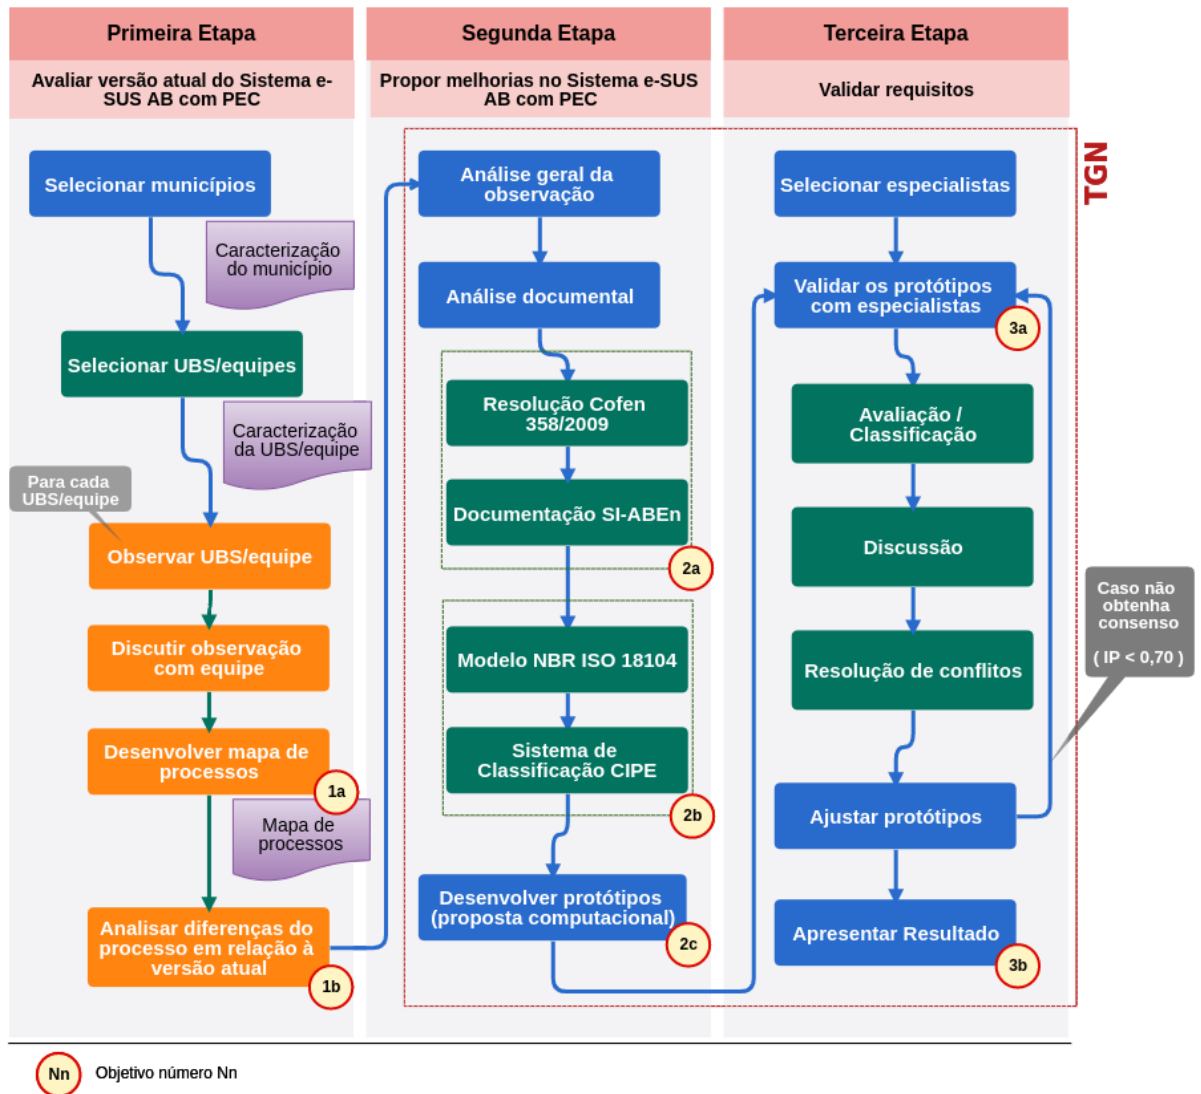 Primeira Etapa
Avaliar versão atual do Sistema e-
SUS AB com PEC
Selecionar municípios
Caracterização
do município
Selecionar UBS/equipes
Caracterização
da UBS/equipe
Para cada
UBS/equipe
Observar UBS/equipe
Discutir observação
com equipe
Desenvolver mapa de
processos
1a
Mapa de
processos
Analisar diferenças do
processo em relação à
versão atual
1b
Segunda Etapa
Propor melhorias no Sistema e-SUS
AB com PEC
Análise geral da
observação
Análise documental
Resolução Cofen
358/2009
Documentação SI-ABEn
2a
Modelo NBR ISO 18104
Sistema de
Classificação CIPE
2b
Desenvolver protótipos
(proposta computacional)
2c
Terceira Etapa
Validar requisitos
TGN
Selecionar especialistas
Validar os protótipos
com especialistas
3a
Avaliação /
Classificação
Discussão
Resolução de conflitos
Caso não
obtenha
consenso
( IP < 0,70 )
Ajustar protótipos
Apresentar Resultado
3b
Nn
Objetivo número Nn